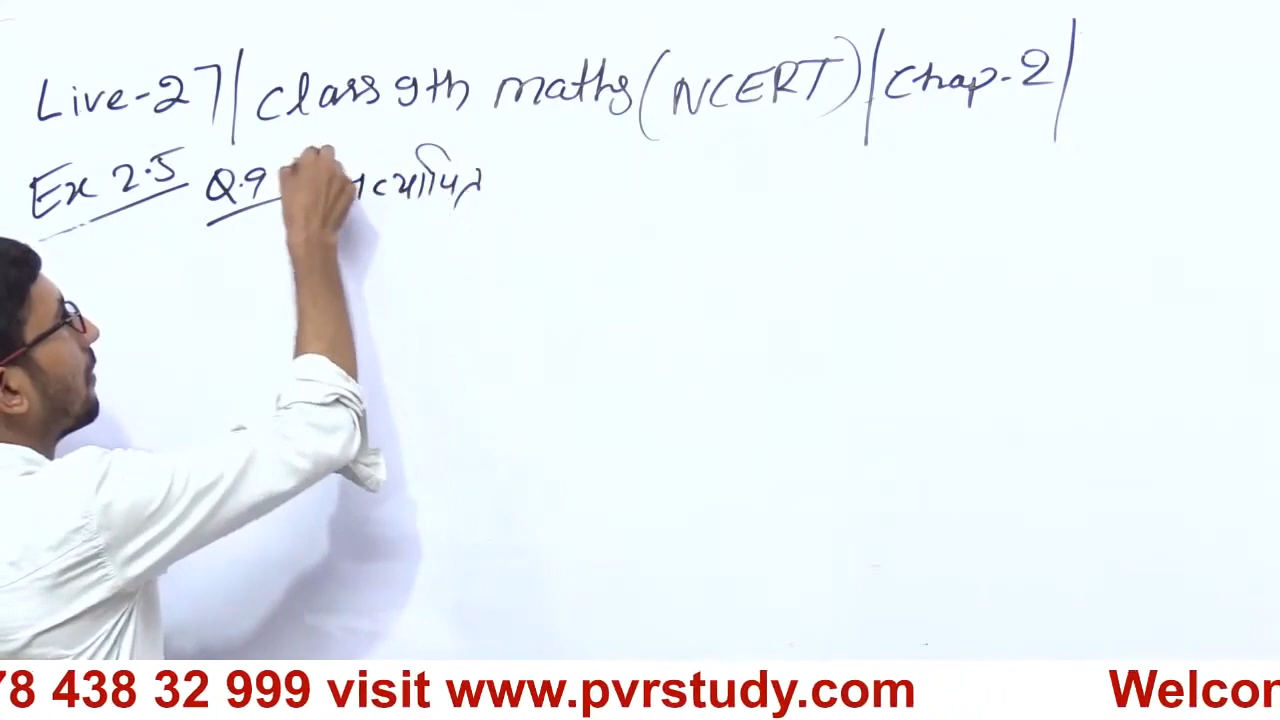 Live-27| Class 9th maths (NCERT) | Chap-2|
Ex 2.5 Q.9
78 438 32 999 visit www.pvrstudy.com Welcon